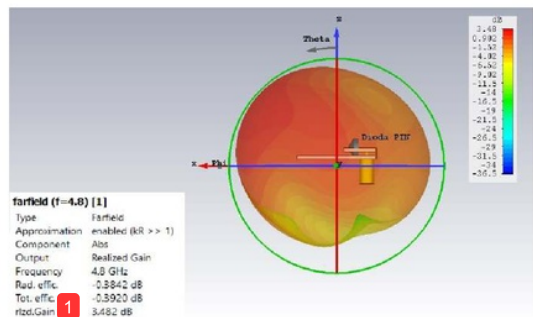 dB
3.48
0.992
-1.52
-4.02
-6.52
-9.02
-11.5
-14
-16.5
-19
-21.5
-24
-26.5
-29
-31.5
-34
-36.5
z
Theta
Diode PIN
x
Phi
farfield (f=4.8) [1]
Type Farfield
Approximation enabled (kR >> 1)
Component Abs
Output Realized Gain
Frequency 4.8 GHz
Rad. effic. -0.3842 dB
Tot. effic. -0.3920 dB
rlzd.Gain 1 3.482 dB